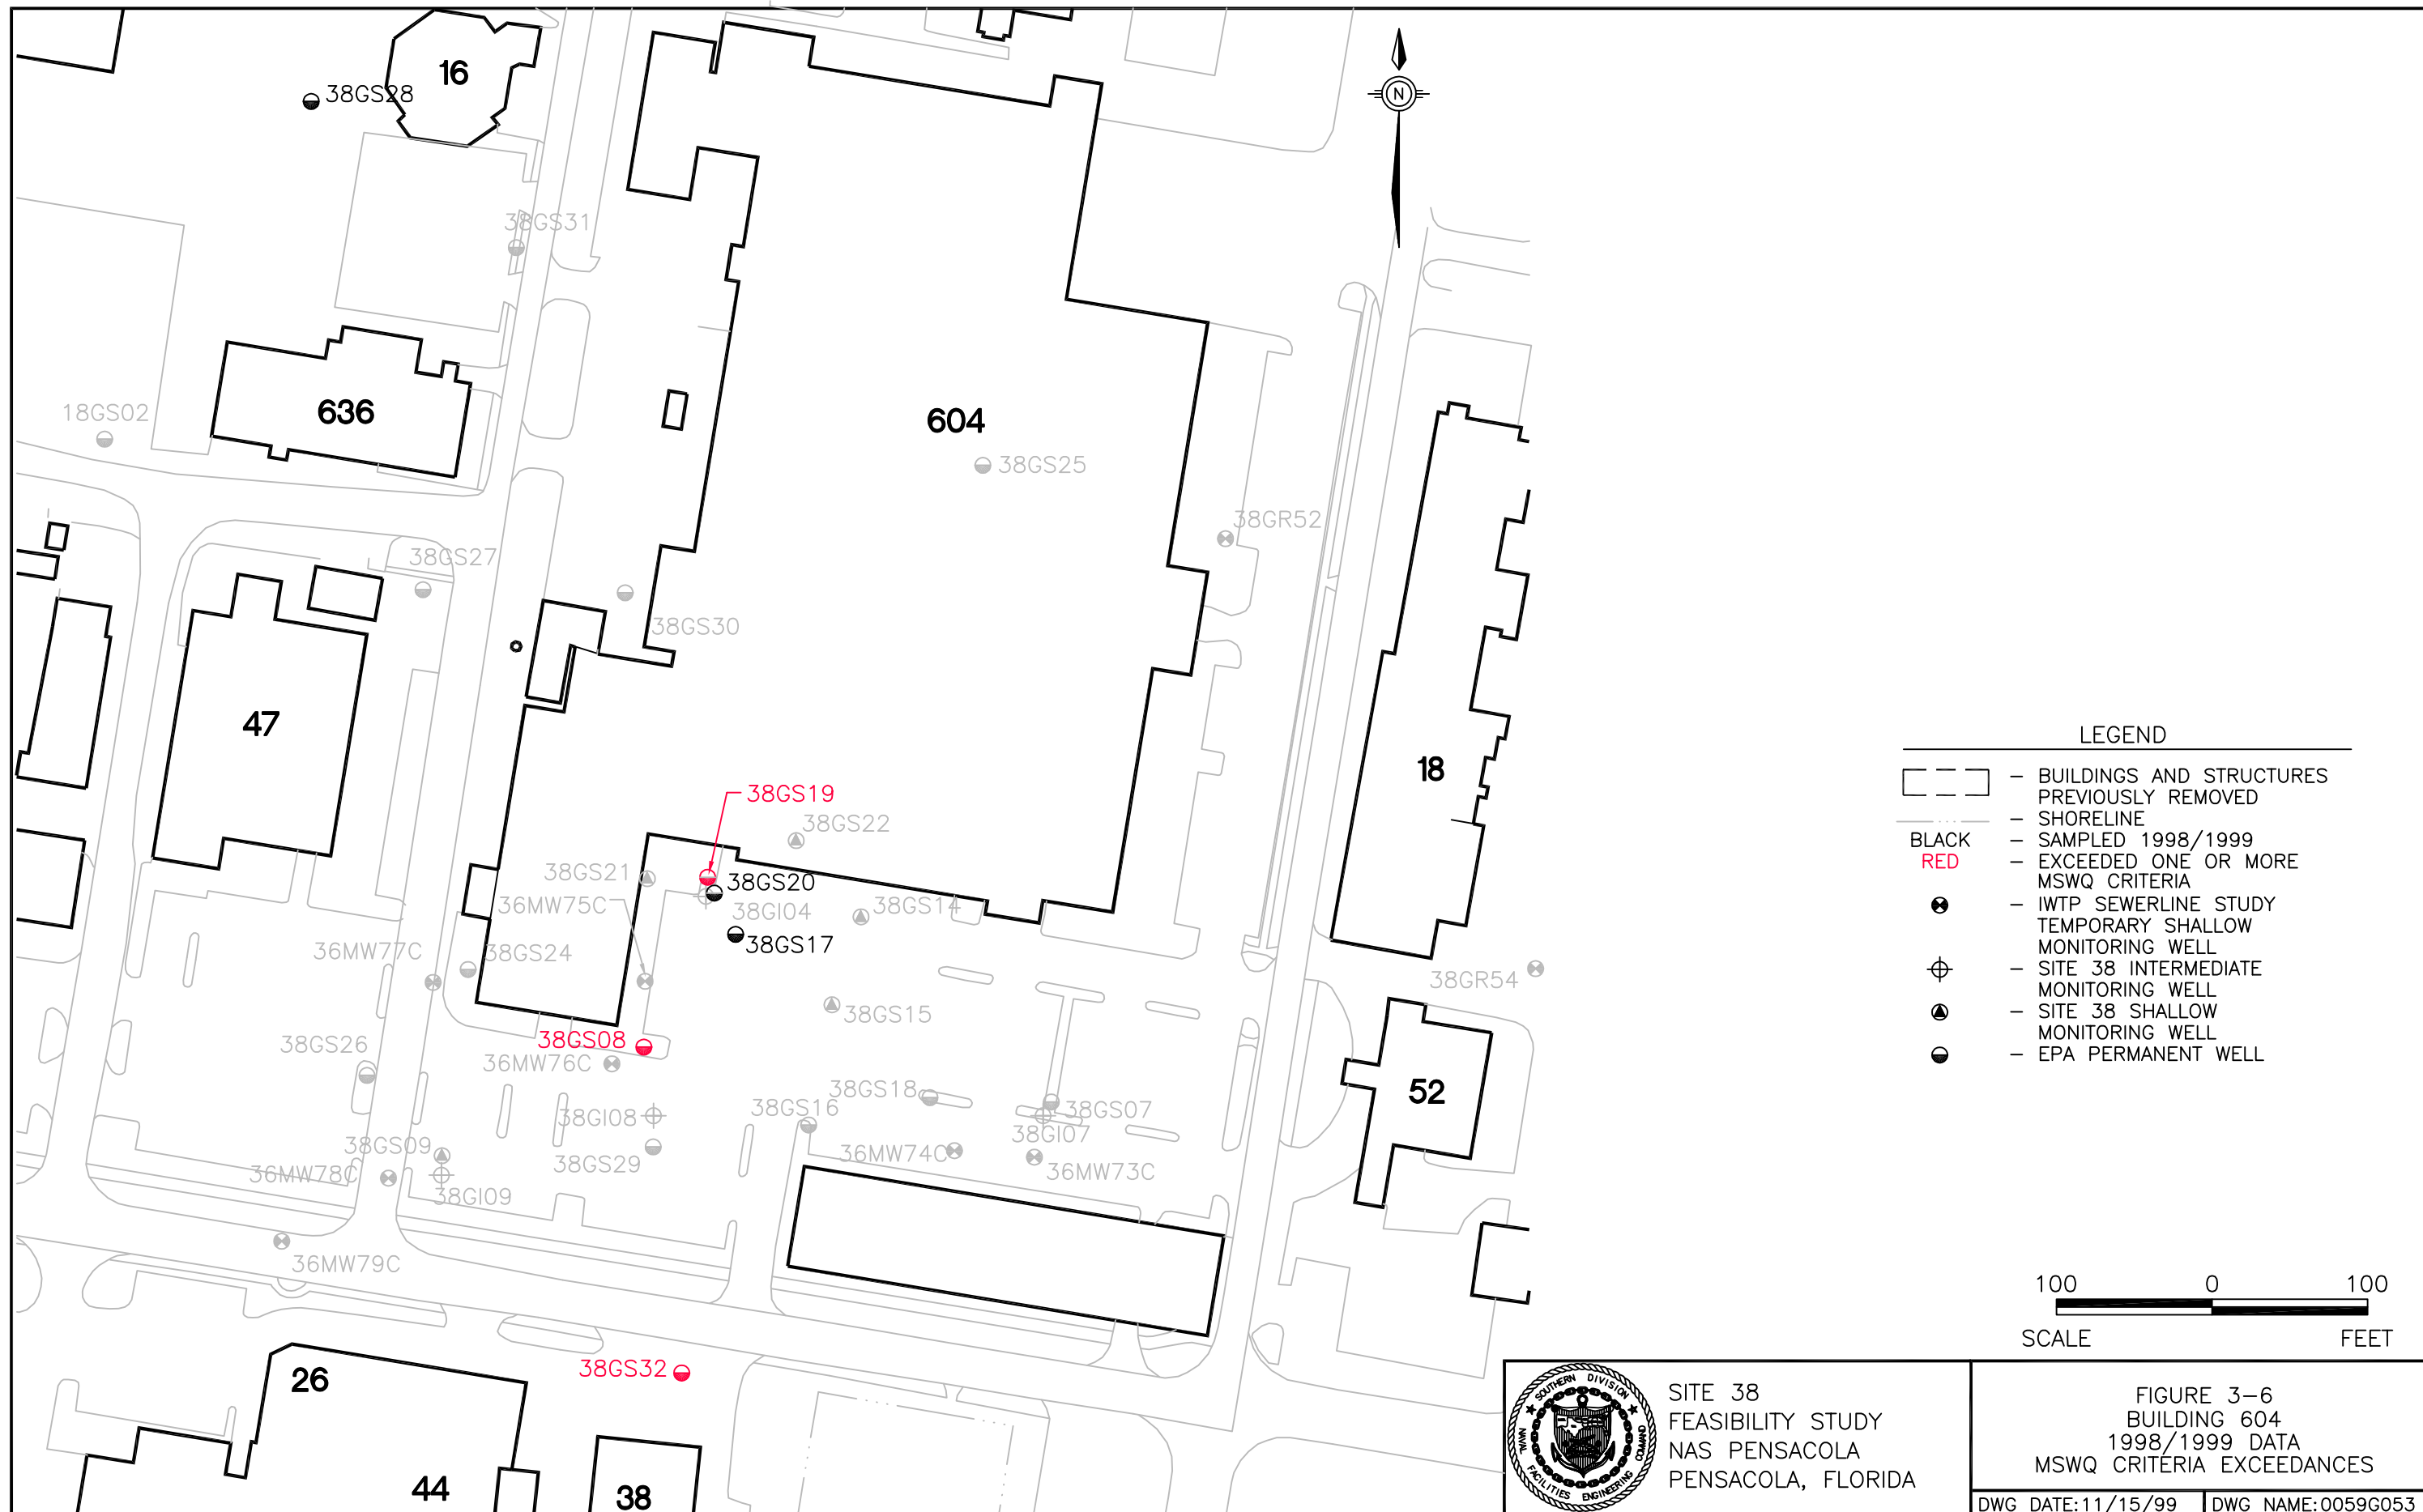 16
38GS28
N
38GS31
636
18GS02
604
38GS25
38GR52
38GS27
38GS30
47
18
38GS19
38GS22
38GS21
38GS20
36MW75C
38GI04
38GS14
38GS17
36MW77C
38GS24
38GR54
38GS15
38GS08
38GS26
36MW76C
38GS18
38GS16
38GS07
38GI08
38GI07
52
38GS09
38GS29
36MW74C
36MW73C
36MW78C
38GI09
36MW79C
38GS32
26
44
38
LEGEND
– BUILDINGS AND STRUCTURES
PREVIOUSLY REMOVED
– SHORELINE
BLACK – SAMPLED 1998/1999
RED – EXCEEDED ONE OR MORE
MSWQ CRITERIA
– IWTP SEWERLINE STUDY
TEMPORARY SHALLOW
MONITORING WELL
– SITE 38 INTERMEDIATE
MONITORING WELL
– SITE 38 SHALLOW
MONITORING WELL
– EPA PERMANENT WELL
100 0 100
SCALE FEET
SOUTHERN DIVISION
NAVAL FACILITIES ENGINEERING COMMAND
SITE 38
FEASIBILITY STUDY
NAS PENSACOLA
PENSACOLA, FLORIDA
FIGURE 3–6
BUILDING 604
1998/1999 DATA
MSWQ CRITERIA EXCEEDANCES
DWG DATE:11/15/99
DWG NAME:0059G053